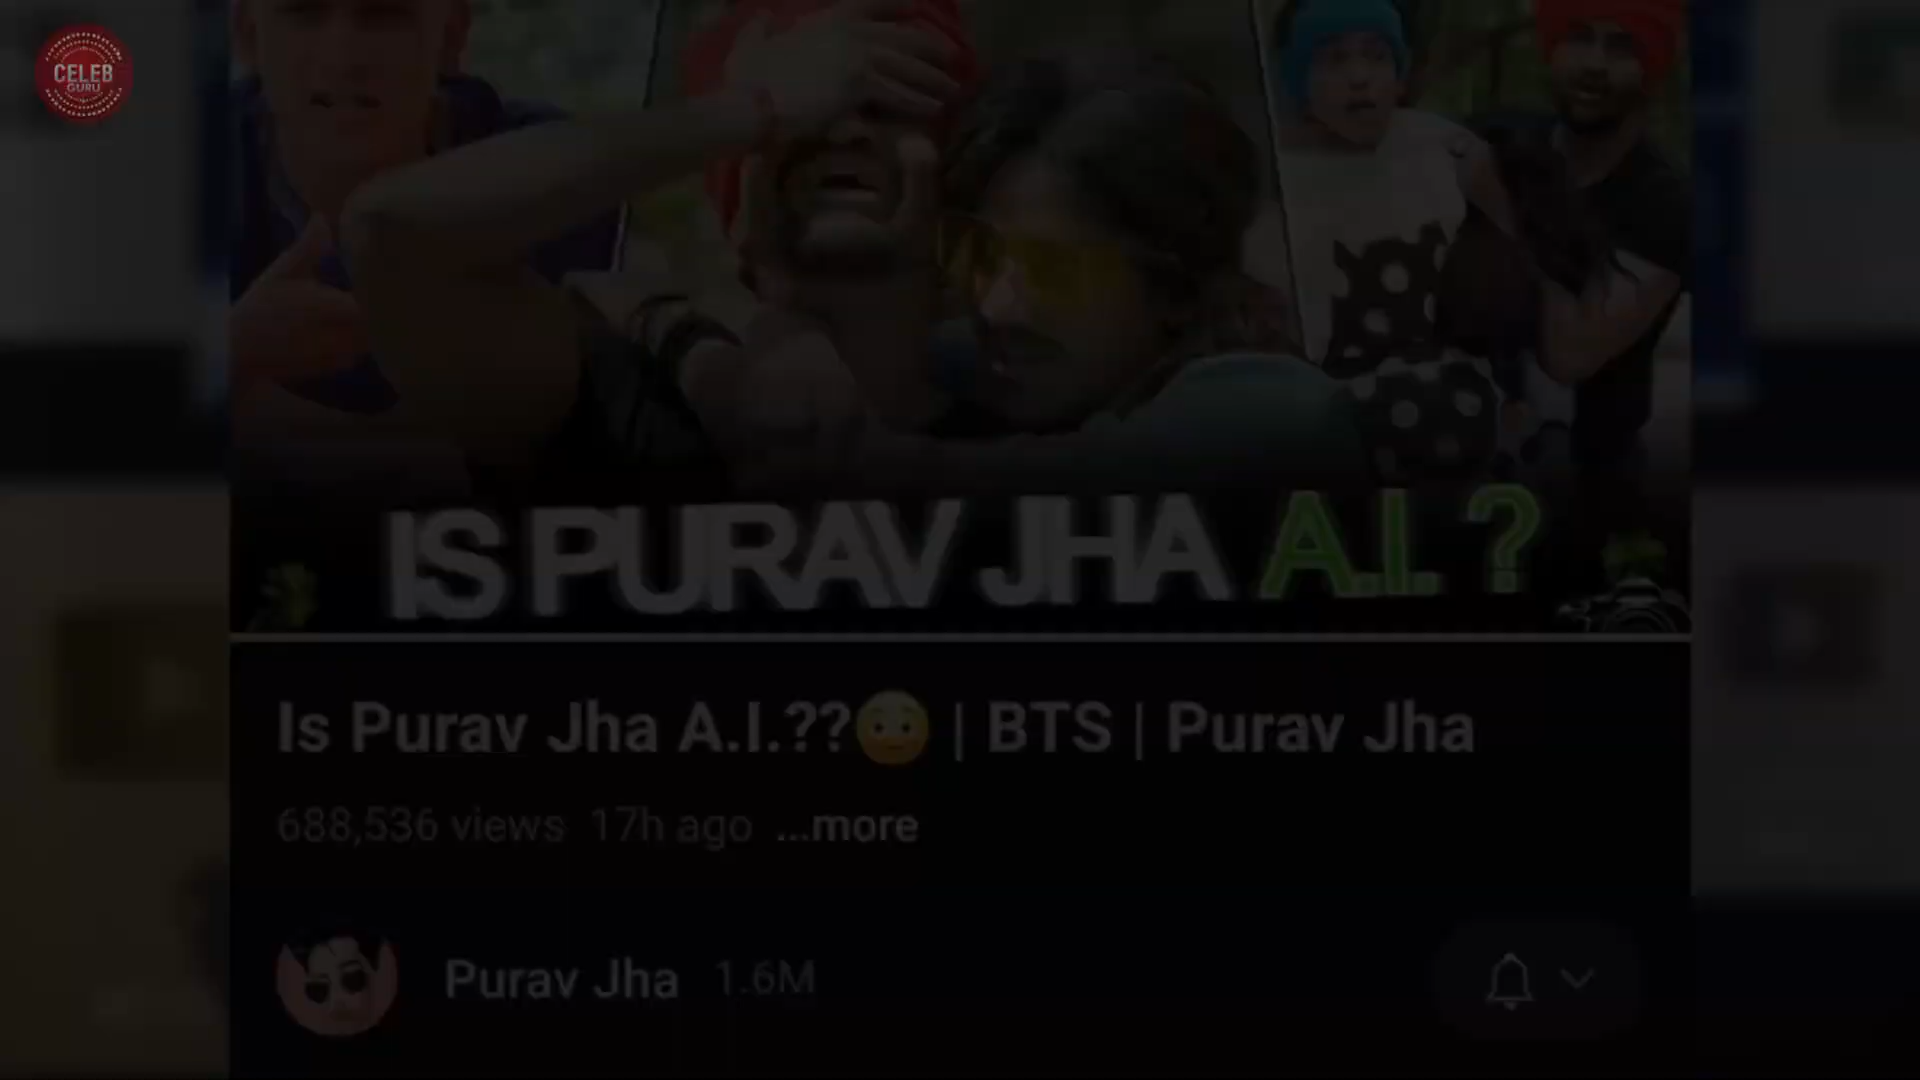 CELEB
GURU
IS PURAV JHA A.I. ?
Is Purav Jha A.I.??😳 | BTS | Purav Jha
688,536 views 17h ago ...more
Purav Jha 1.6M